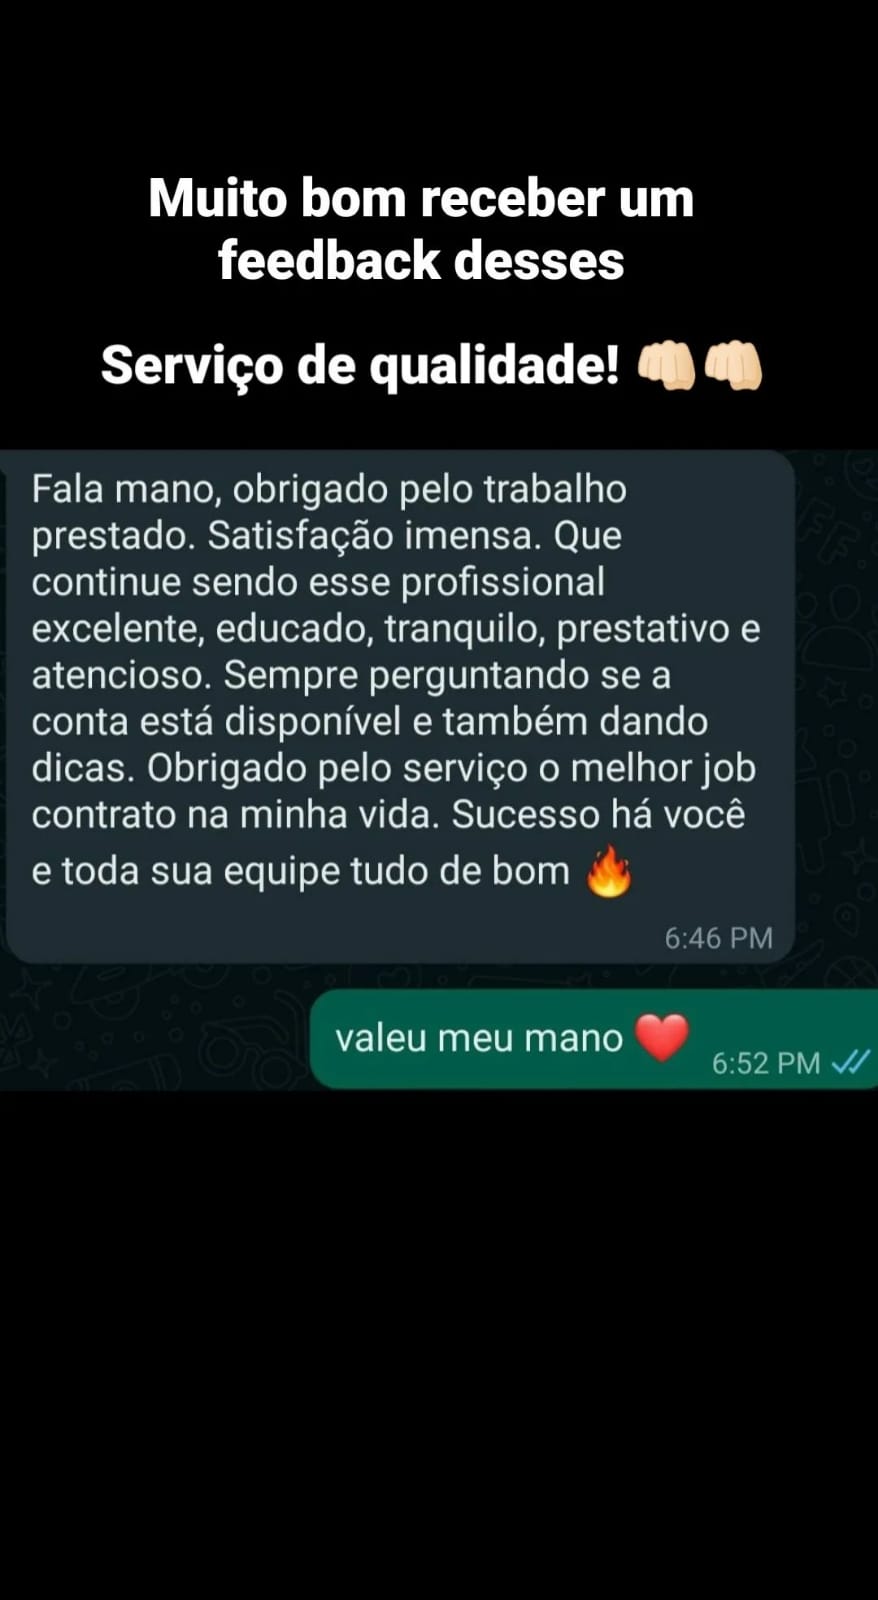 Muito bom receber um
feedback desses
Serviço de qualidade! 👊🏻👊🏻
Fala mano, obrigado pelo trabalho
prestado. Satisfação imensa. Que
continue sendo esse profissional
excelente, educado, tranquilo, prestativo e
atencioso. Sempre perguntando se a
conta está disponível e também dando
dicas. Obrigado pelo serviço o melhor job
contrato na minha vida. Sucesso há você
e toda sua equipe tudo de bom 🔥
6:46 PM
valeu meu mano ❤️
6:52 PM